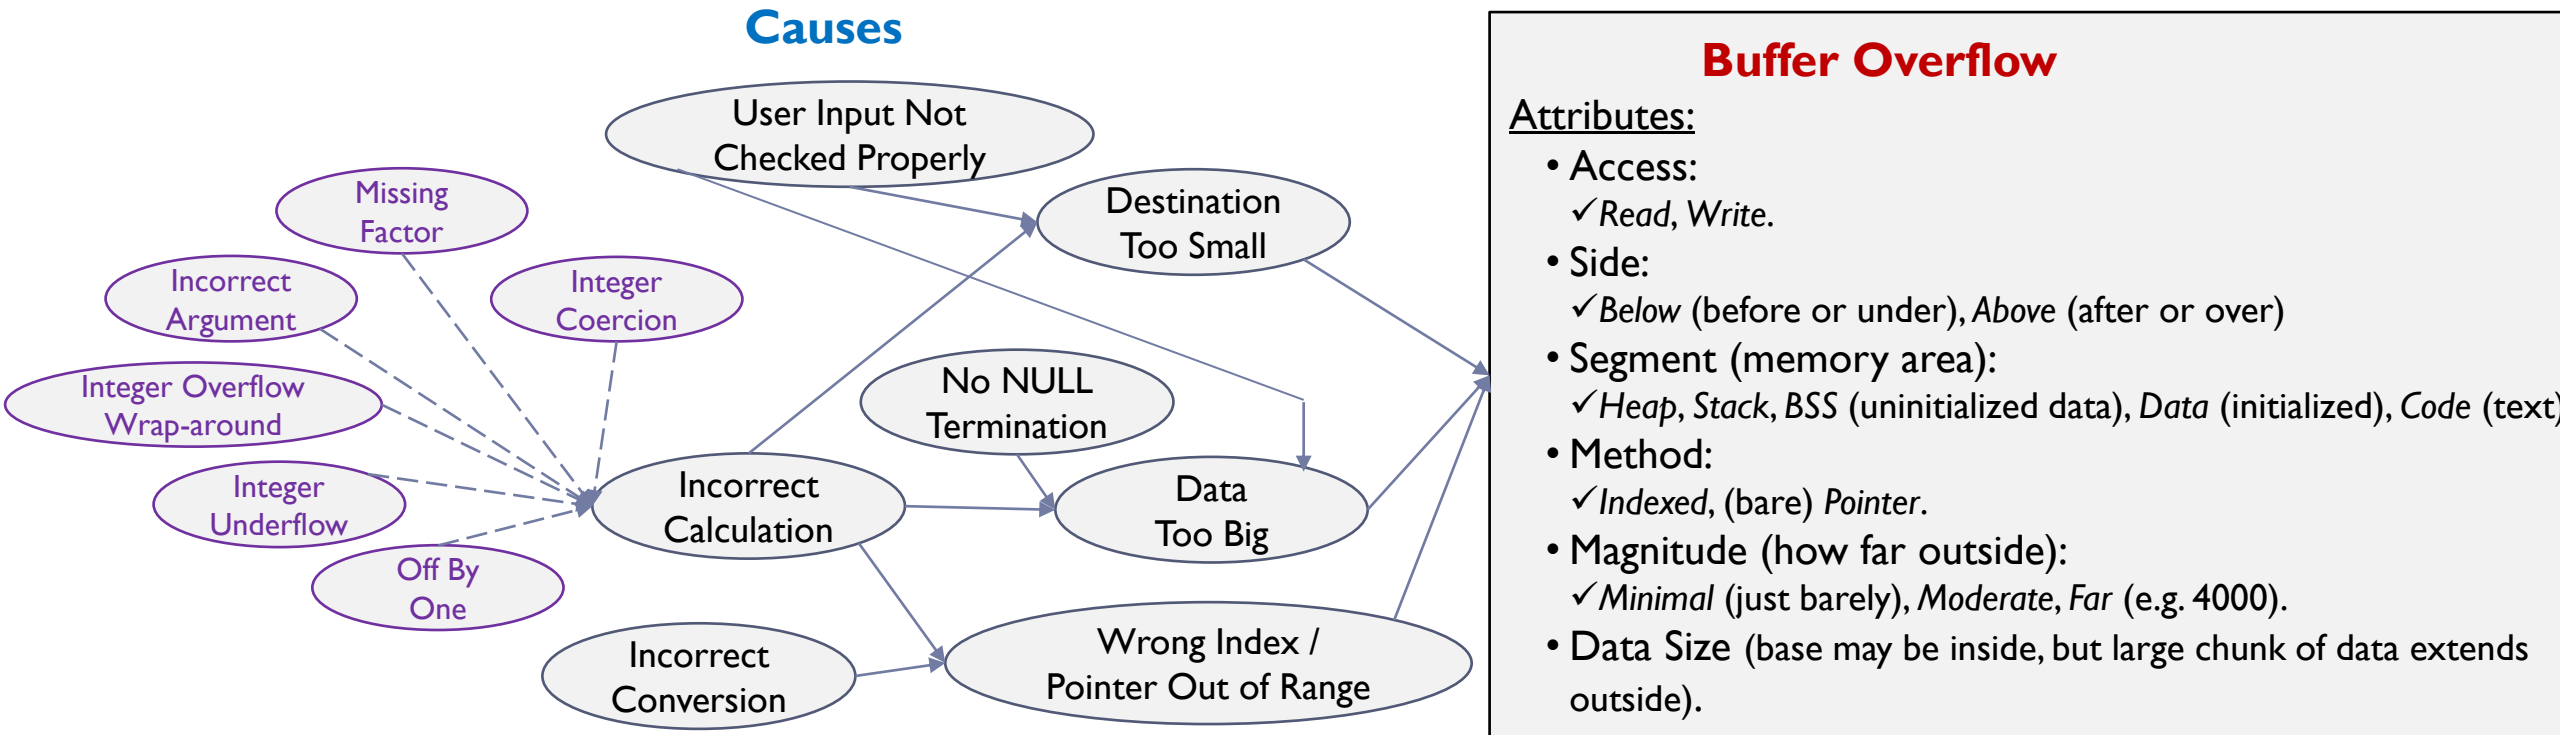 Causes
User Input Not
Checked Properly
Missing
Factor
Destination
Too Small
Incorrect
Argument
Integer
Coercion
Integer Overflow
Wrap-around
No NULL
Termination
Integer
Underflow
Incorrect
Calculation
Data
Too Big
Off By
One
Incorrect
Conversion
Wrong Index /
Pointer Out of Range
Buffer Overflow
Attributes:
• Access:
✓Read, Write.
• Side:
✓Below (before or under), Above (after or over)
• Segment (memory area):
✓Heap, Stack, BSS (uninitialized data), Data (initialized), Code (text)
• Method:
✓Indexed, (bare) Pointer.
• Magnitude (how far outside):
✓Minimal (just barely), Moderate, Far (e.g. 4000).
• Data Size (base may be inside, but large chunk of data extends
outside).